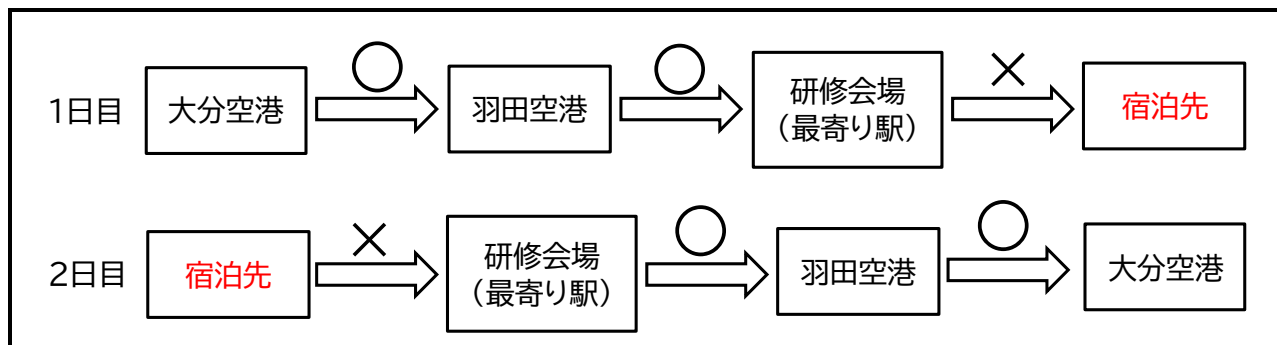 1日目 大分空港 ○ 羽田空港 ○ 研修会場 × 宿泊先
(最寄り駅)
2日目 宿泊先 × 研修会場 ○ 羽田空港 ○ 大分空港
(最寄り駅)